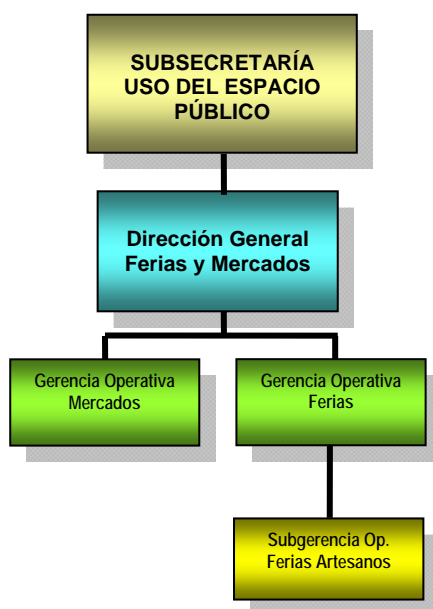 SUBSECRETARÍA
USO DEL ESPACIO
PÚBLICO
Dirección General
Ferias y Mercados
Gerencia Operativa
Mercados
Gerencia Operativa
Ferias
Subgerencia Op.
Ferias Artesanos